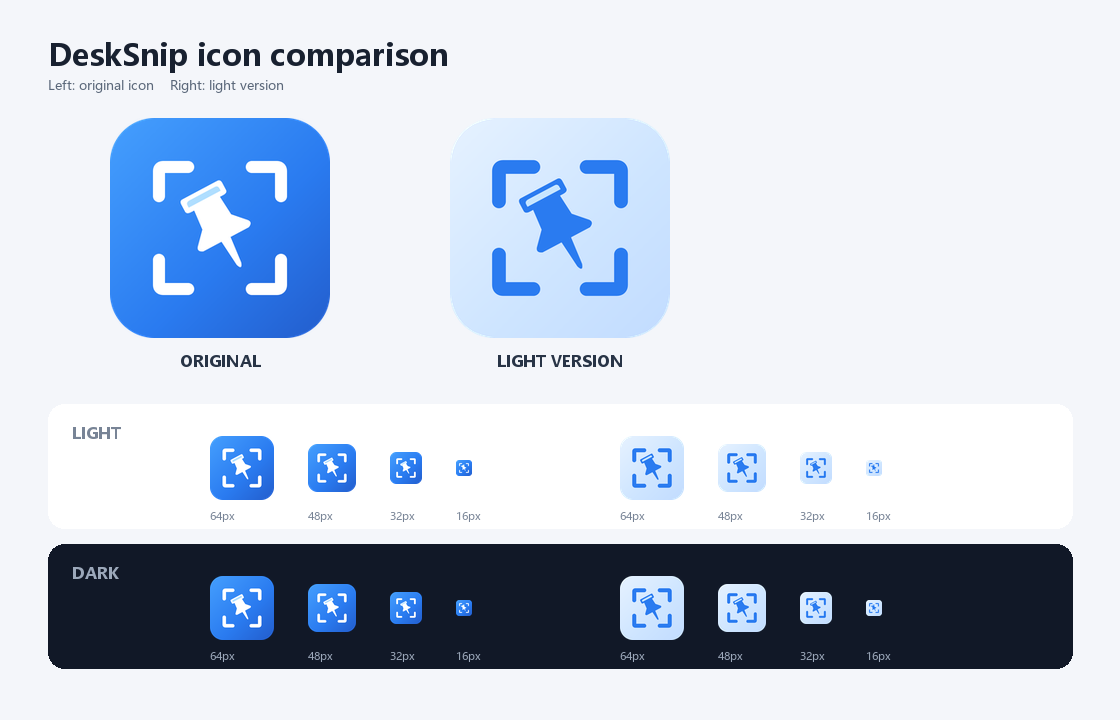 DeskSnip icon comparison
Left: original icon    Right: light version
ORIGINAL
LIGHT VERSION
LIGHT
64px
48px
32px
16px
64px
48px
32px
16px
DARK
64px
48px
32px
16px
64px
48px
32px
16px